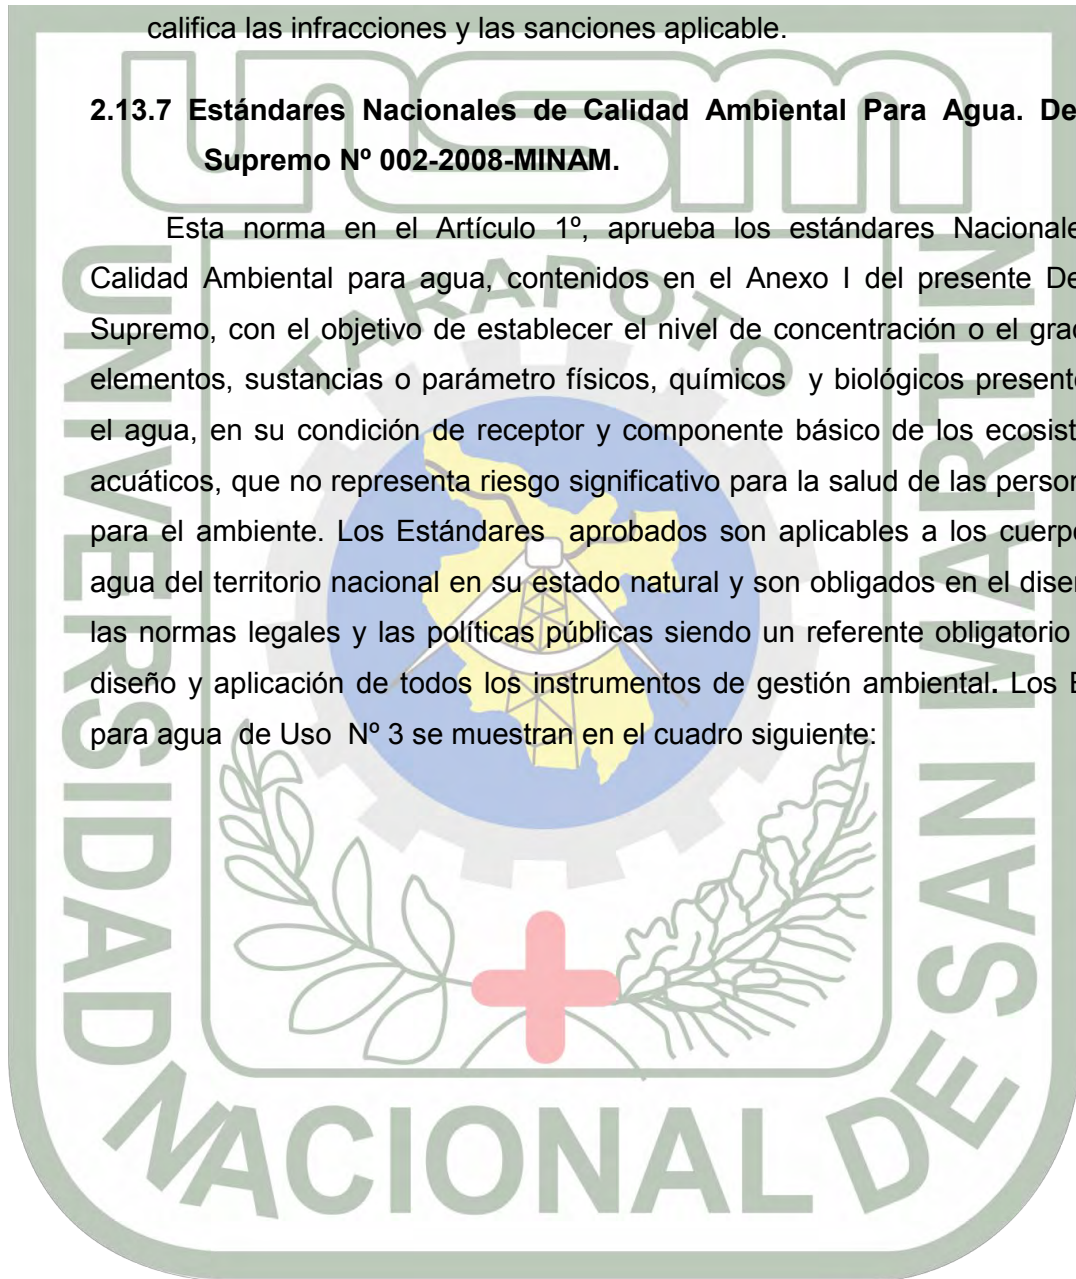 califica las infracciones y las sanciones aplicable.
2.13.7 Estándares Nacionales de Calidad Ambiental Para Agua. De
Supremo Nº 002-2008-MINAM.
Esta norma en el Artículo 1º, aprueba los estándares Nacionale
Calidad Ambiental para agua, contenidos en el Anexo I del presente De
Supremo, con el objetivo de establecer el nivel de concentración o el grad
elementos, sustancias o parámetro físicos, químicos y biológicos presente
el agua, en su condición de receptor y componente básico de los ecosist
acuáticos, que no representa riesgo significativo para la salud de las person
para el ambiente. Los Estándares aprobados son aplicables a los cuerpo
agua del territorio nacional en su estado natural y son obligados en el diseñ
las normas legales y las políticas públicas siendo un referente obligatorio
diseño y aplicación de todos los instrumentos de gestión ambiental. Los E
para agua de Uso Nº 3 se muestran en el cuadro siguiente:
unsm
TARAPOTO
UNIVERSIDAD
NACIONAL DE
SAN MARTIN